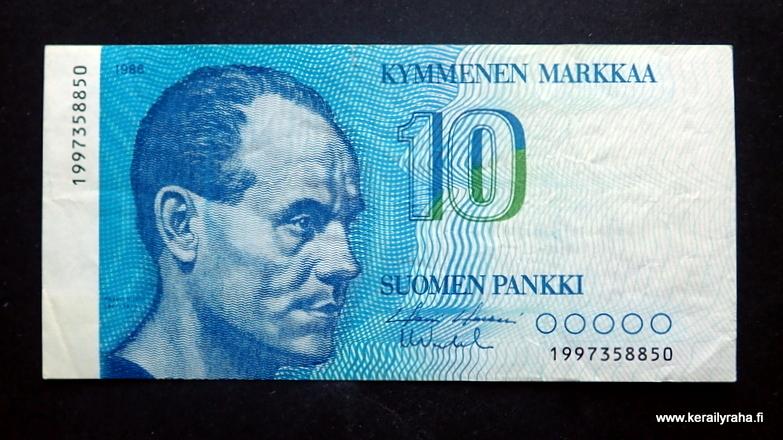 1997358850
1986
KYMMENEN MARKKAA
10
SUOMEN PANKKI
1997358850
www.kerailyraha.fi